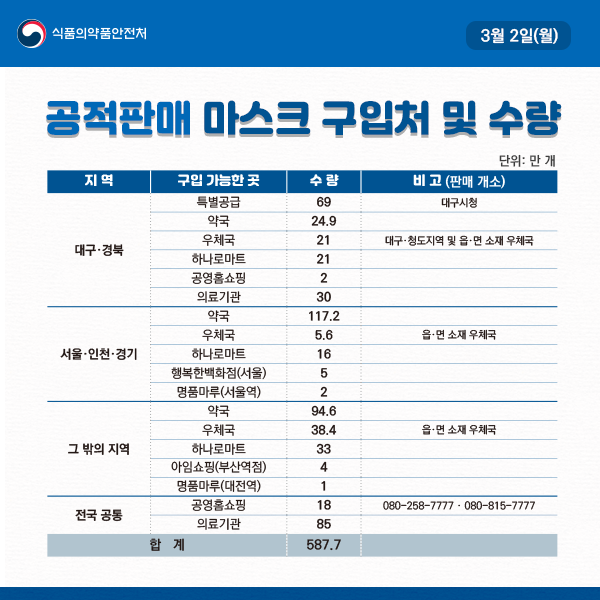 식품의약품안전처
3월 2일(월)
공적판매 마스크 구입처 및 수량
단위: 만 개
지 역 구입 가능한 곳 수 량 비 고 (판매 개소)
대구·경북
특별공급 69 대구시청
약국 24.9
우체국 21 대구·청도지역 및 읍·면 소재 우체국
하나로마트 21
공영홈쇼핑 2
의료기관 30
서울·인천·경기
약국 117.2
우체국 5.6 읍·면 소재 우체국
하나로마트 16
행복한백화점(서울) 5
명품마루(서울역) 2
그 밖의 지역
약국 94.6
우체국 38.4 읍·면 소재 우체국
하나로마트 33
아임쇼핑(부산역점) 4
명품마루(대전역) 1
전국 공통
공영홈쇼핑 18 080-258-7777 · 080-815-7777
의료기관 85
합 계 587.7